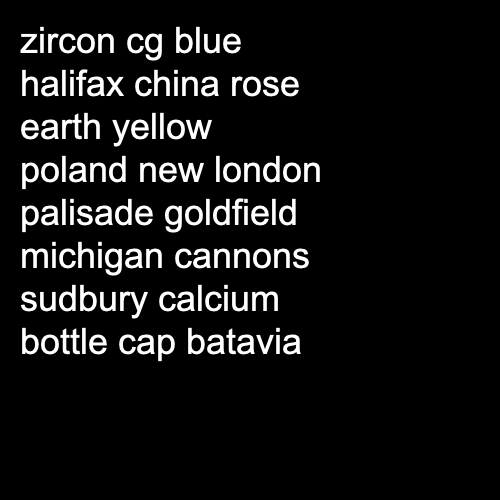 zircon cg blue
halifax china rose
earth yellow
poland new london
palisade goldfield
michigan cannons
sudbury calcium
bottle cap batavia